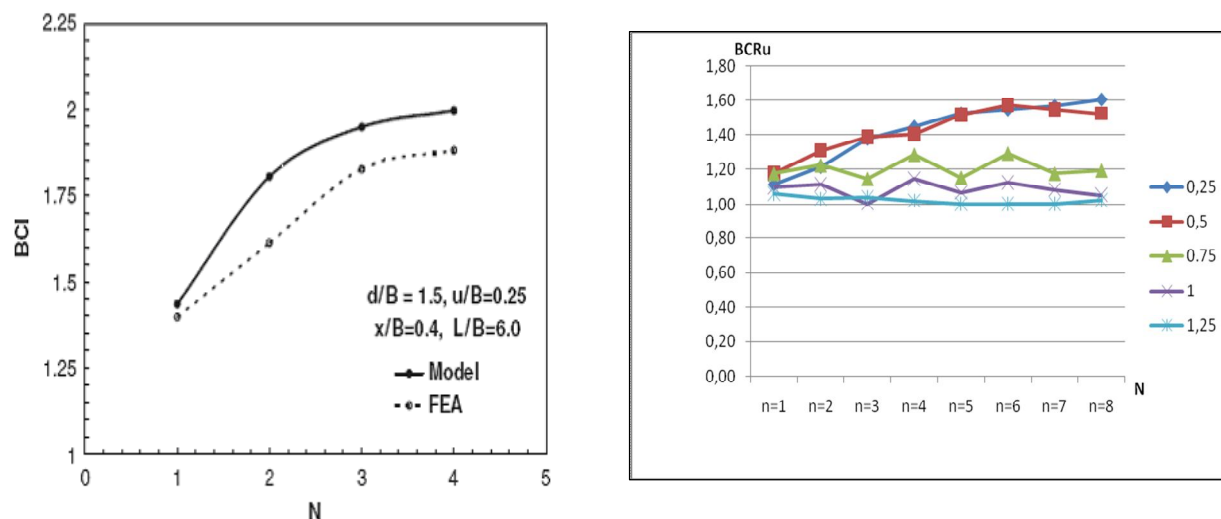 2.25
2
1.75
1.5
1.25
1
BCI
d/B = 1.5, u/B=0.25
x/B=0.4, L/B=6.0
Model
FEA
0 1 2 3 4 5
N
BCRu
1,80
1,60
1,40
1,20
1,00
0,80
0,60
0,40
0,20
0,00
N
n=1 n=2 n=3 n=4 n=5 n=6 n=7 n=8
0,25
0,5
0.75
1
1,25